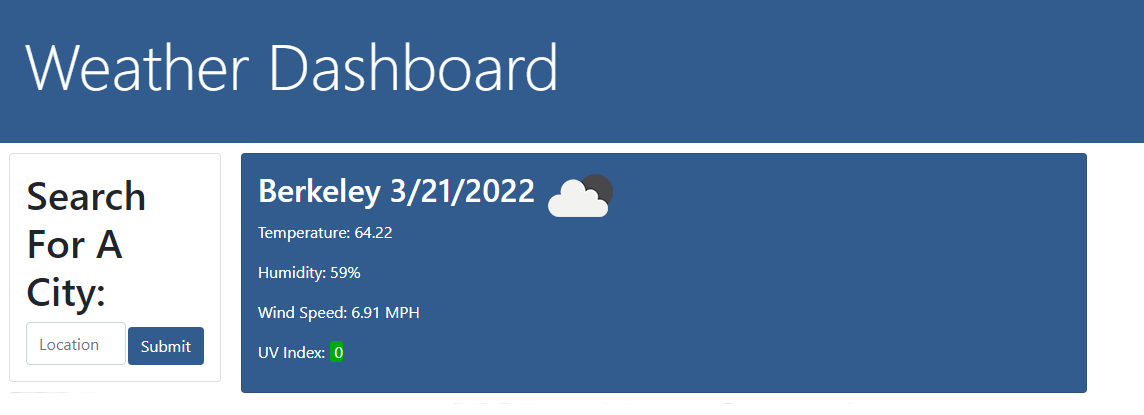 Weather Dashboard
Search
For A
City:
Location
Submit
Berkeley 3/21/2022
Temperature: 64.22
Humidity: 59%
Wind Speed: 6.91 MPH
UV Index: 0